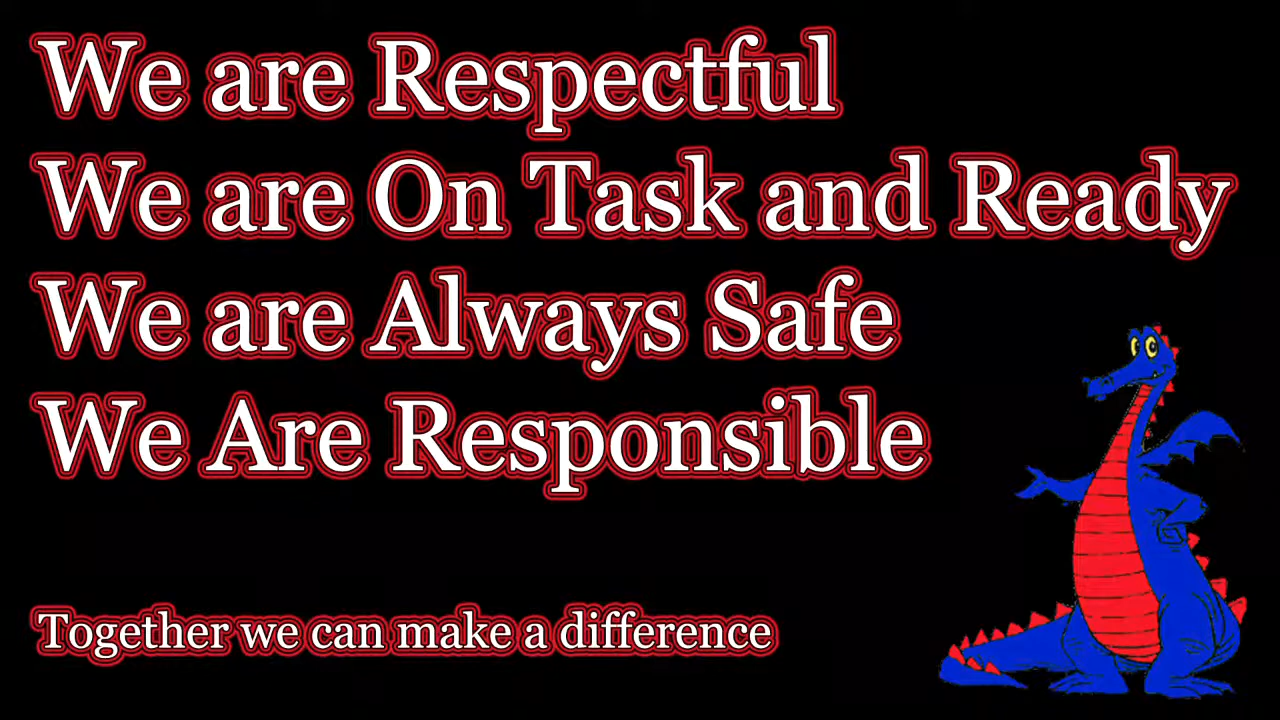 We are Respectful
We are On Task and Ready
We are Always Safe
We Are Responsible
Together we can make a difference